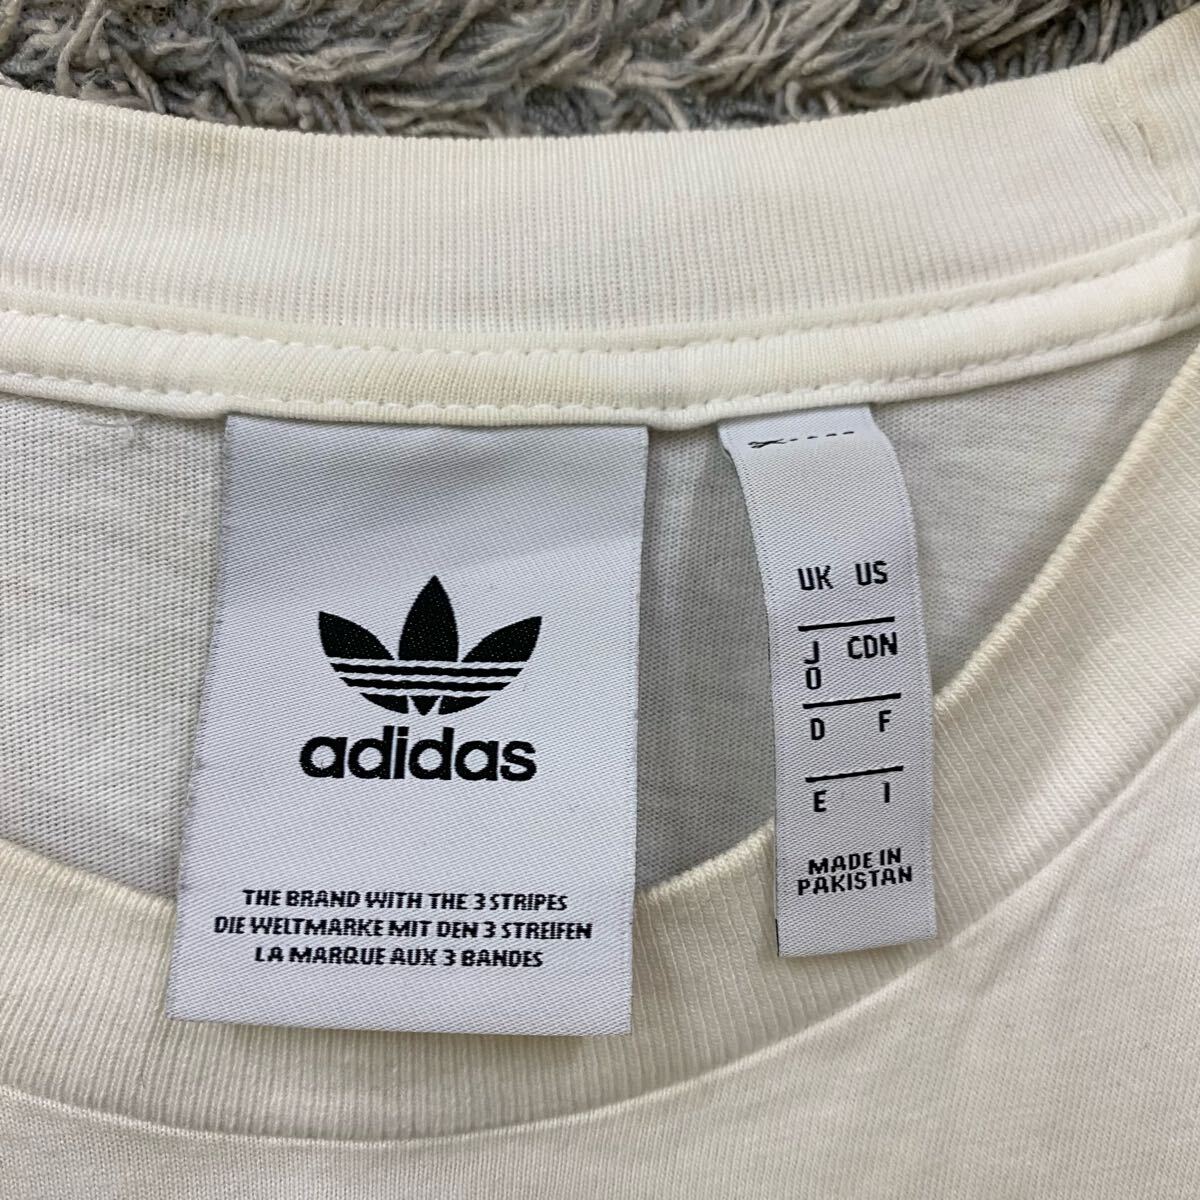 adidas
THE BRAND WITH THE 3 STRIPES
DIE WELTMARKE MIT DEN 3 STREIFEN
LA MARQUE AUX 3 BANDES
UK US
J
O CDN
D F
E I
MADE IN
PAKISTAN